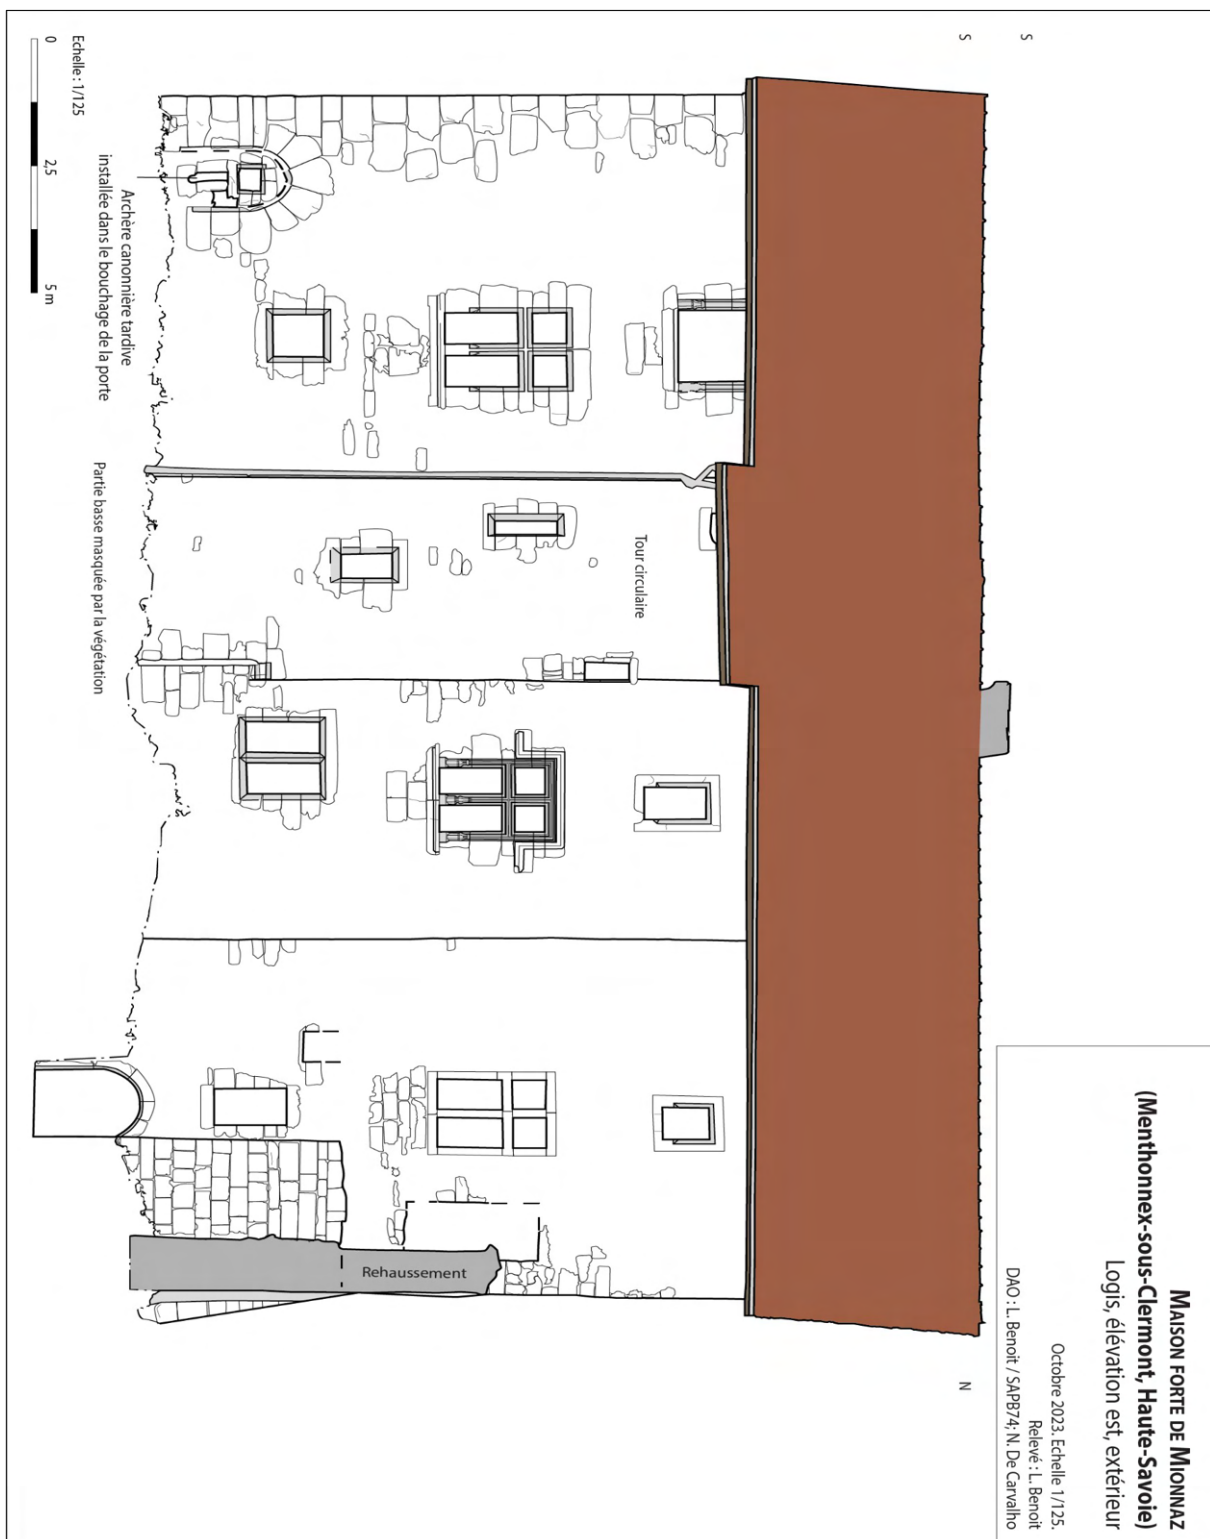 MAISON FORTE DE MIONNAZ
(Menthonnex-sous-Clermont, Haute-Savoie)
Logis, élévation est, extérieur
Octobre 2023. Echelle 1/125.
Relevé : L. Benoit
DAO : L. Benoit / SAPB74; N. De Carvalho
S
S
N
Tour circulaire
Rehaussement
Archère canonnière tardive
installée dans le bouchage de la porte
Partie basse masquée par la végétation
Echelle : 1/125
0
2,5
5 m